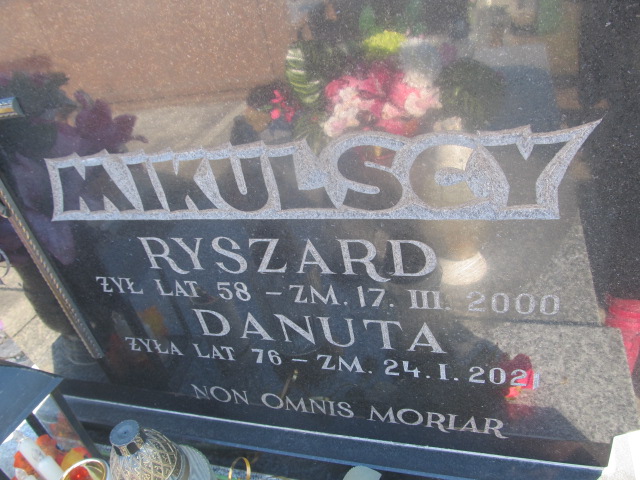 MIKULSCY
RYSZARD
ŻYŁ LAT 58 – ZM. 17. III. 2000
DANUTA
ŻYŁA LAT 76 – ZM. 24. I. 2021
NON OMNIS MORIAR